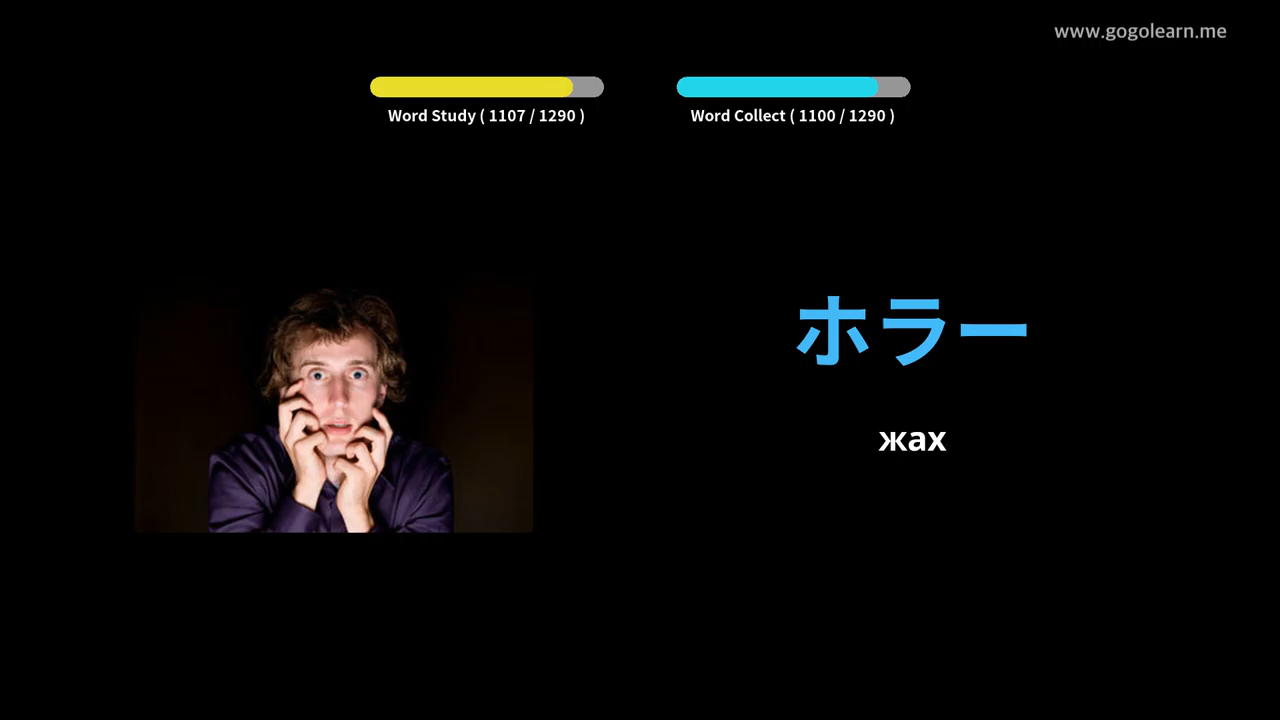 www.gogolearn.me
Word Study ( 1107 / 1290 )
Word Collect ( 1100 / 1290 )
ホラー
жах